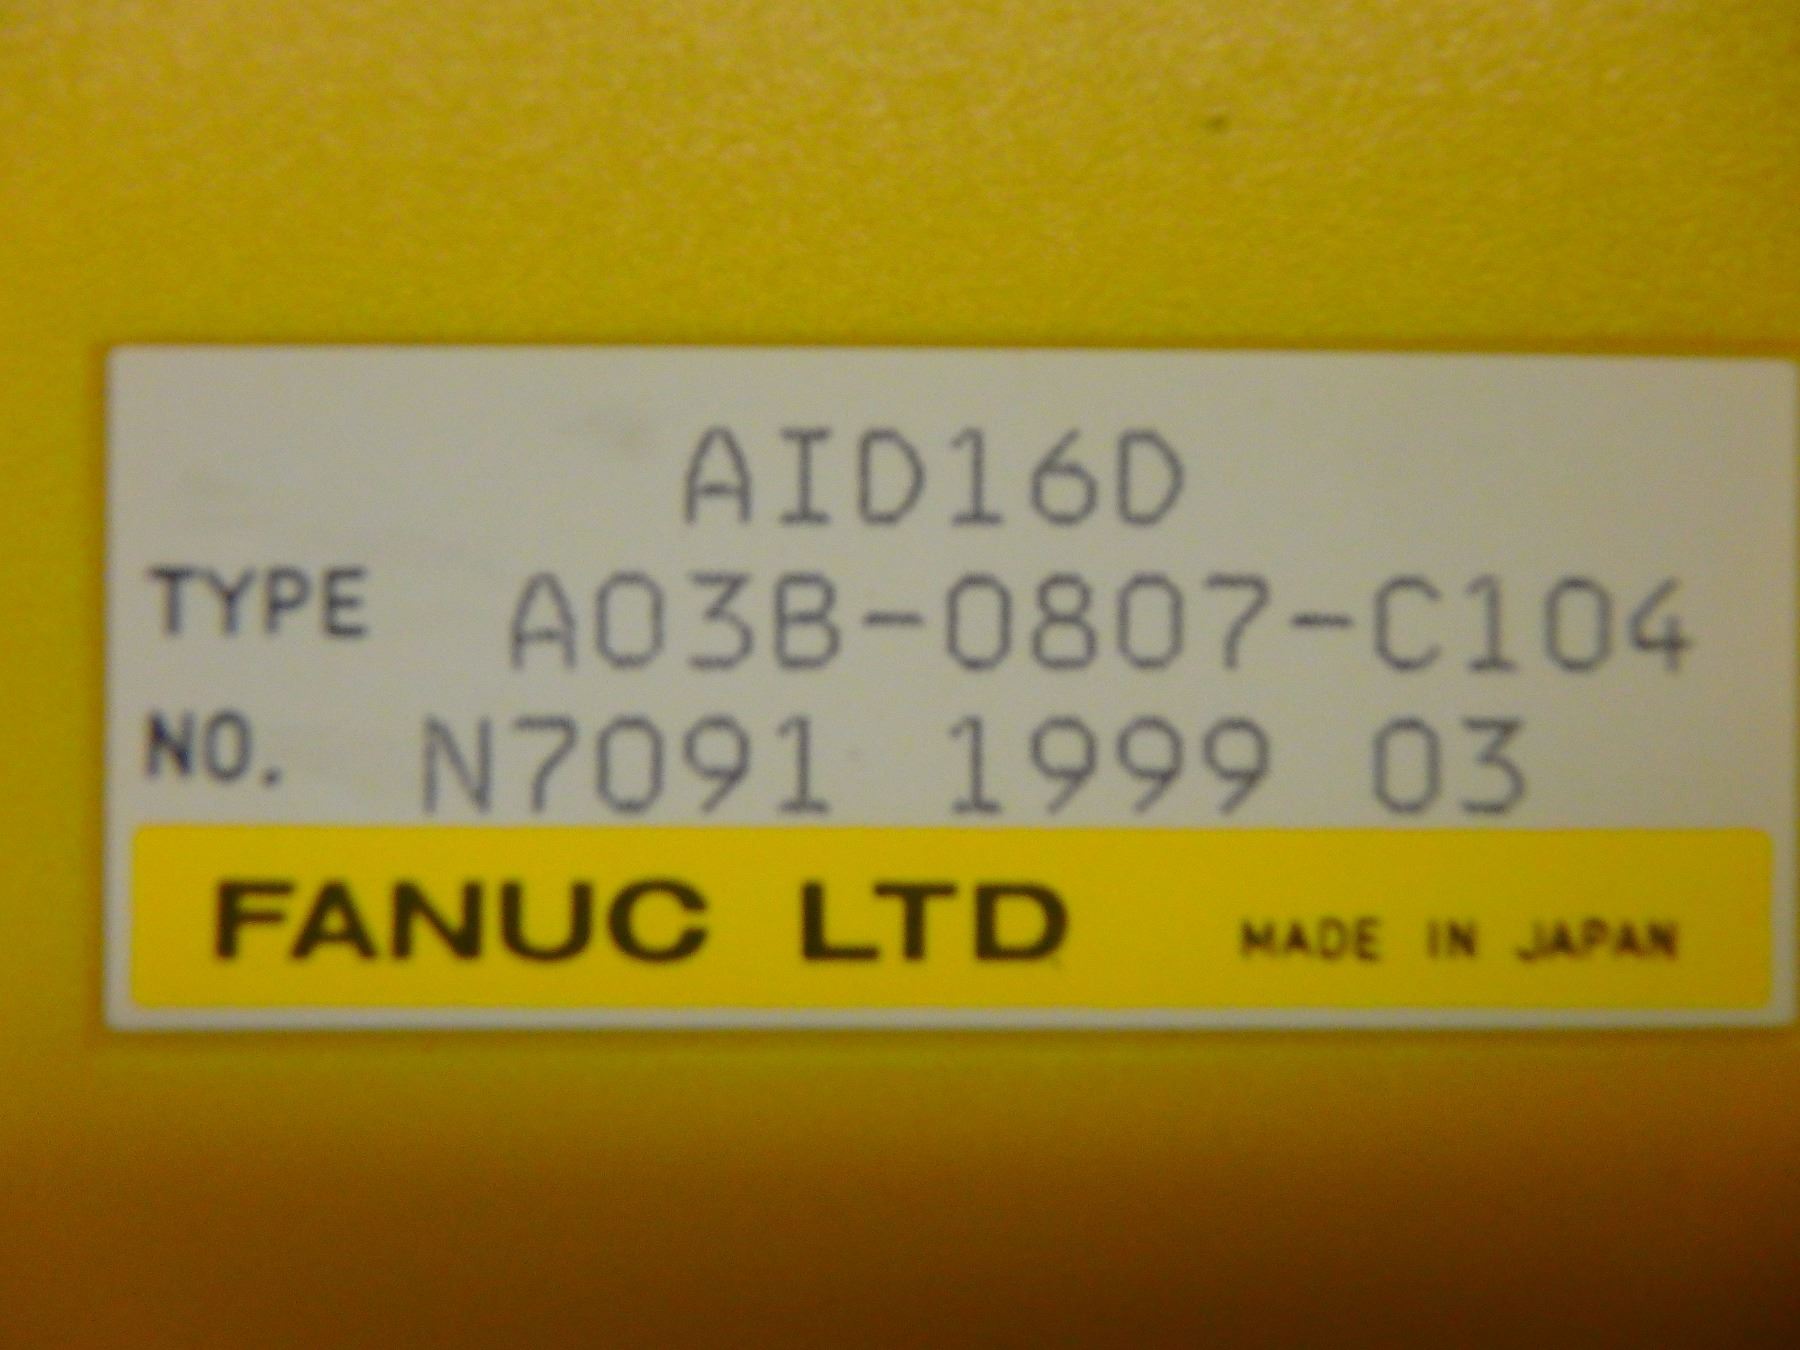 AID16D
TYPE A03B-0807-C104
NO. N7091 1999 03
FANUC LTD MADE IN JAPAN